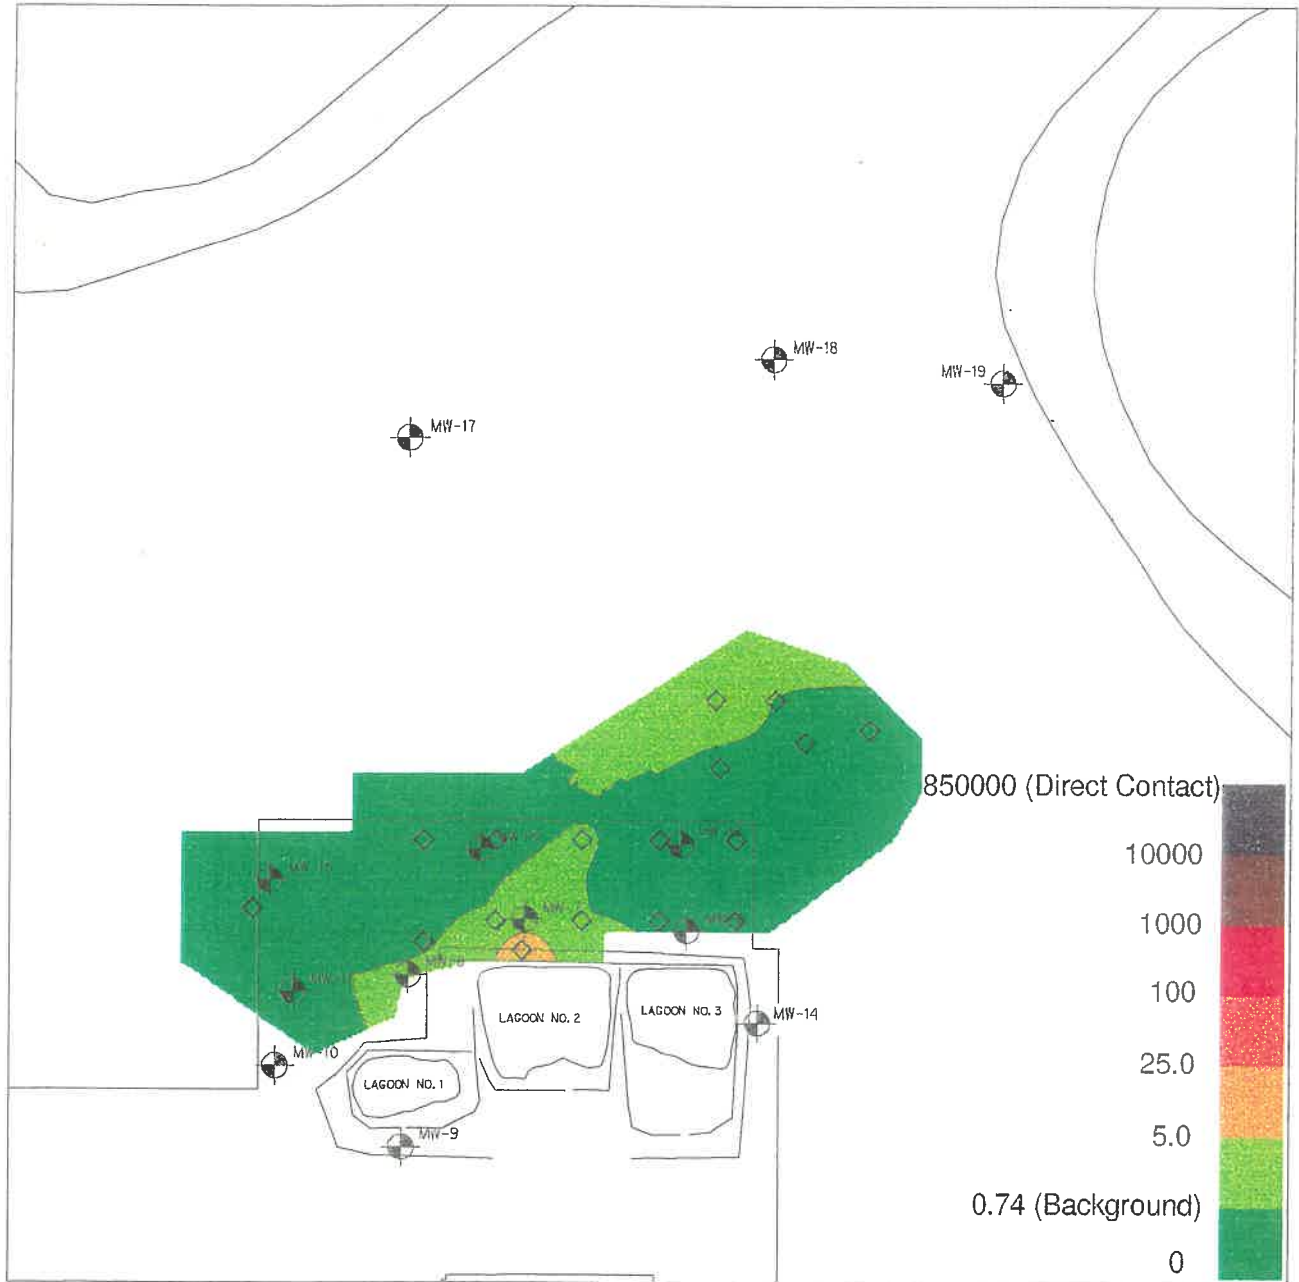 MW-18
MW-19
MW-17
850000 (Direct Contact)
10000
1000
100
25.0
5.0
0.74 (Background)
0
LAGOON NO. 2
LAGOON NO. 3
MW-14
MW-10
LAGOON NO. 1
MW-9